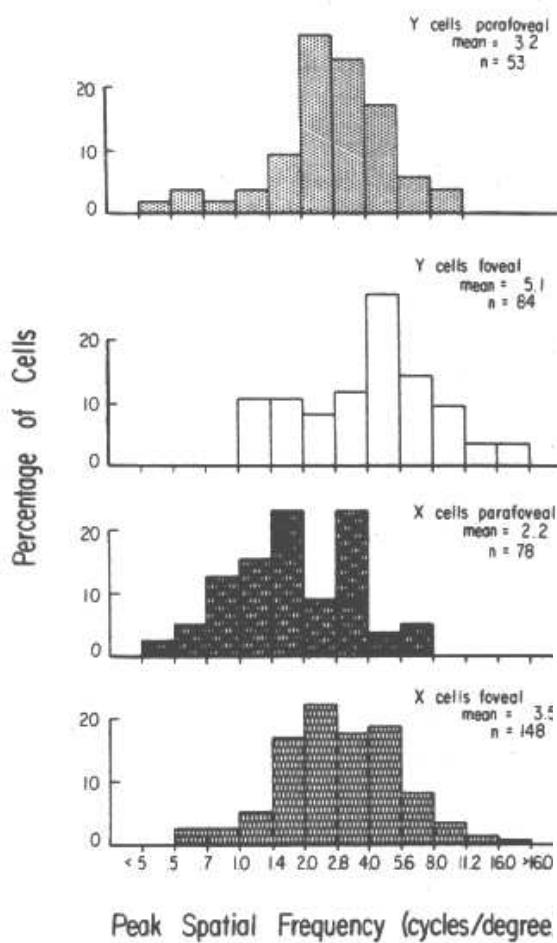 Y cells parafoveal
mean = 3.2
n = 53
20
10
0
Y cells foveal
mean = 5.1
n = 84
20
10
0
Percentage of Cells
X cells parafoveal
mean = 2.2
n = 78
20
10
0
X cells foveal
mean = 3.5
n = 148
20
10
0
<.5 .5 .7 1.0 1.4 2.0 2.8 4.0 5.6 8.0 11.2 16.0 >16.0
Peak Spatial Frequency (cycles/degree